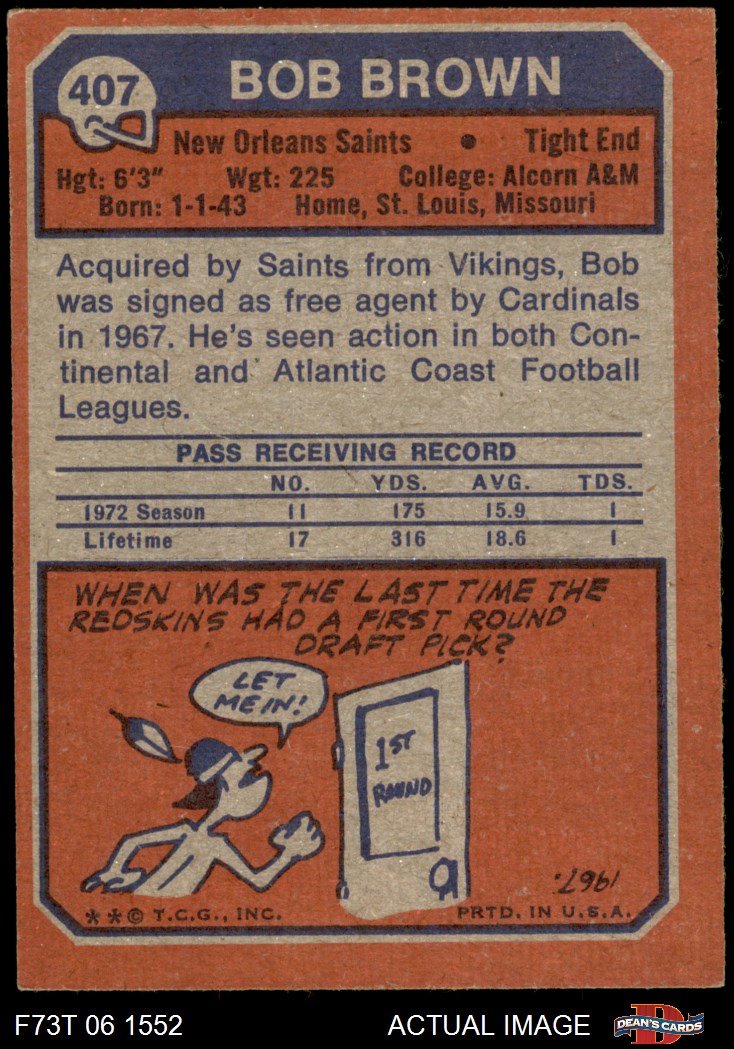 407
BOB BROWN
New Orleans Saints • Tight End
Hgt: 6'3" Wgt: 225 College: Alcorn A&M
Born: 1-1-43 Home, St. Louis, Missouri
Acquired by Saints from Vikings, Bob
was signed as free agent by Cardinals
in 1967. He's seen action in both Con-
tinental and Atlantic Coast Football
Leagues.
PASS RECEIVING RECORD
NO. YDS. AVG. TDS.
1972 Season 11 175 15.9 1
Lifetime 17 316 18.6 1
WHEN WAS THE LAST TIME THE
REDSKINS HAD A FIRST ROUND
DRAFT PICK?
LET
ME IN!
1ST
ROUND
1967.
**© T.C.G., INC. PRTD. IN U.S.A.
F73T 06 1552 ACTUAL IMAGE
D
DEAN'S CARDS